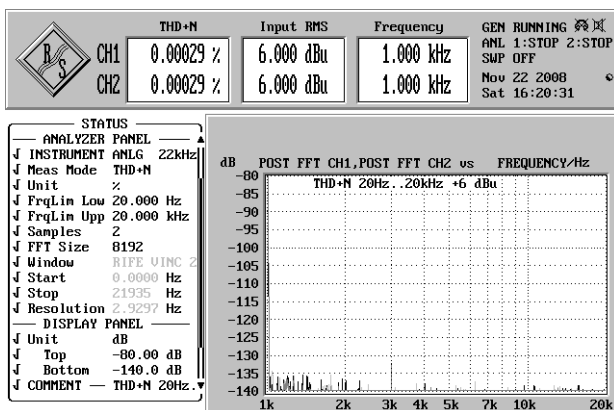 THD+N Input RMS Frequency
GEN RUNNING
R/S
CH1 0.00029 % 6.000 dBu 1.000 kHz
ANL 1:STOP 2:STOP
SWP OFF
CH2 0.00029 % 6.000 dBu 1.000 kHz
Nov 22 2008
Sat 16:20:31
STATUS
ANALYZER PANEL
INSTRUMENT ANLG 22kHz
Meas Mode THD+N
Unit %
FrqLim Low 20.000 Hz
FrqLim Upp 20.000 kHz
Samples 2
FFT Size 8192
Window RIFE VINC 2
Start 0.0000 Hz
Stop 21935 Hz
Resolution 2.9297 Hz
DISPLAY PANEL
Unit dB
Top -80.00 dB
Bottom -140.0 dB
COMMENT — THD+N 20Hz.
dB POST FFT CH1,POST FFT CH2 vs FREQUENCY/Hz
THD+N 20Hz..20kHz +6 dBu
-80
-85
-90
-95
-100
-105
-110
-115
-120
-125
-130
-135
-140
1k 2k 3k 4k 5k 7k 10k 20k